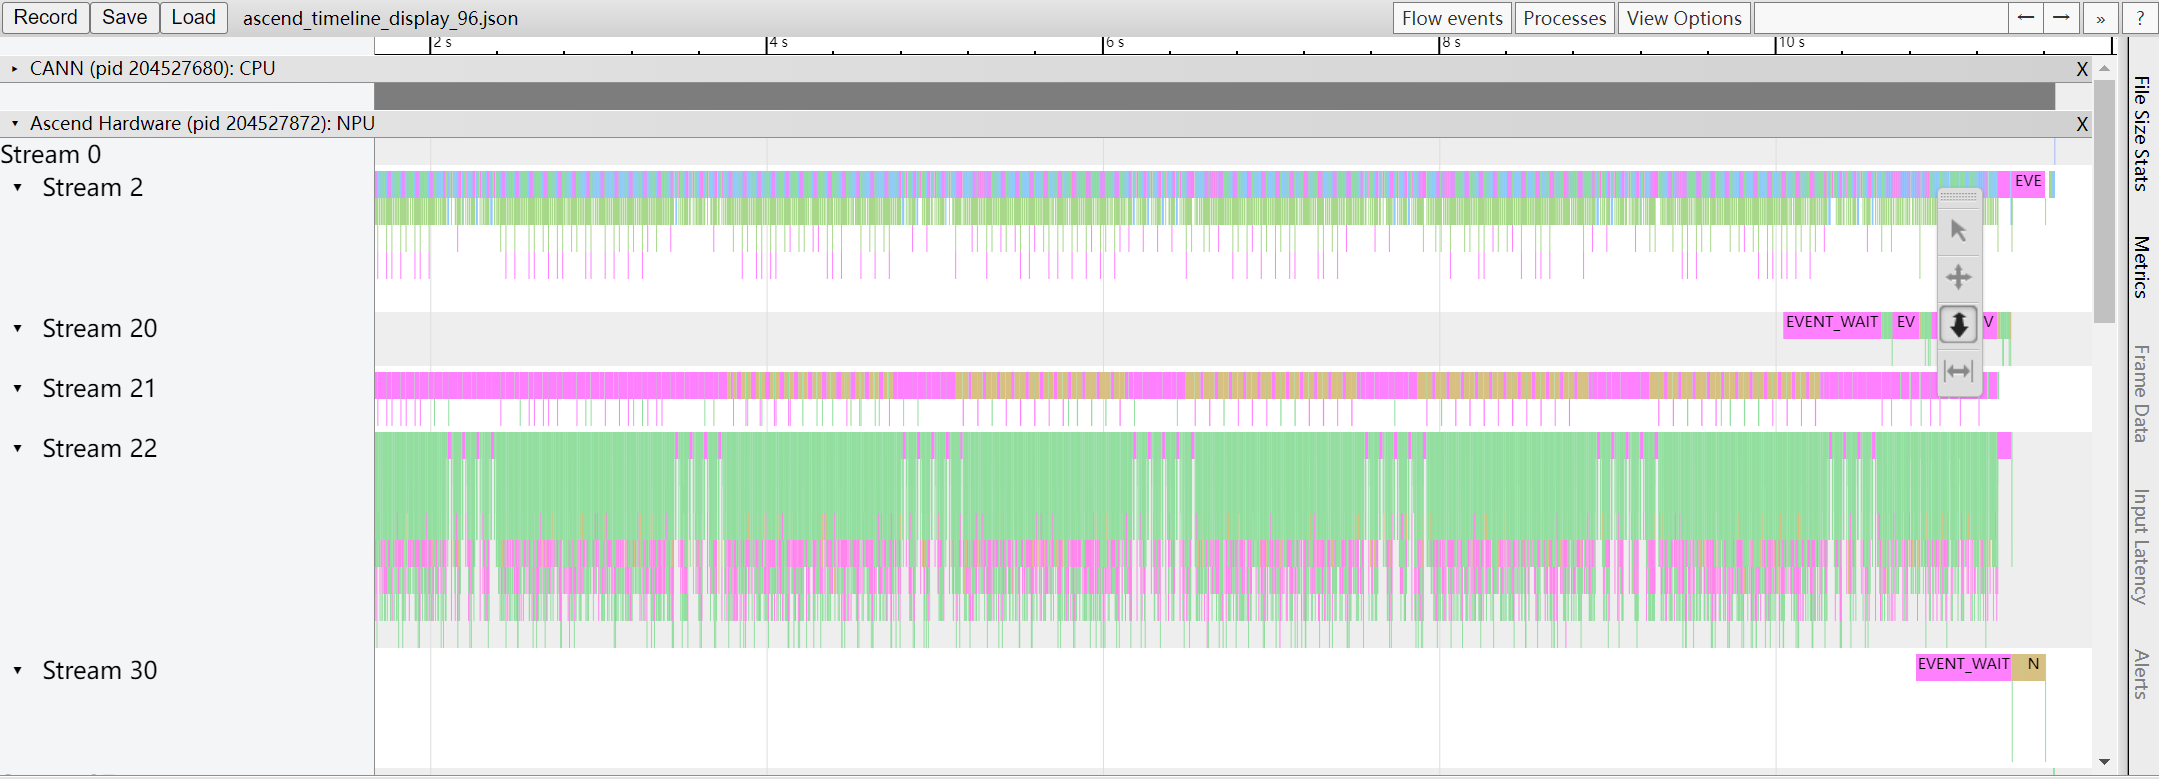 Record Save Load ascend_timeline_display_96.json Flow events Processes View Options ← → » ?
2 s 4 s 6 s 8 s 10 s
CANN (pid 204527680): CPU X
Ascend Hardware (pid 204527872): NPU X
Stream 0
Stream 2 EVE
Stream 20 EVENT_WAIT EV V
Stream 21
Stream 22
Stream 30 EVENT_WAIT N
File Size Stats
Metrics
Frame Data
Input Latency
Alerts